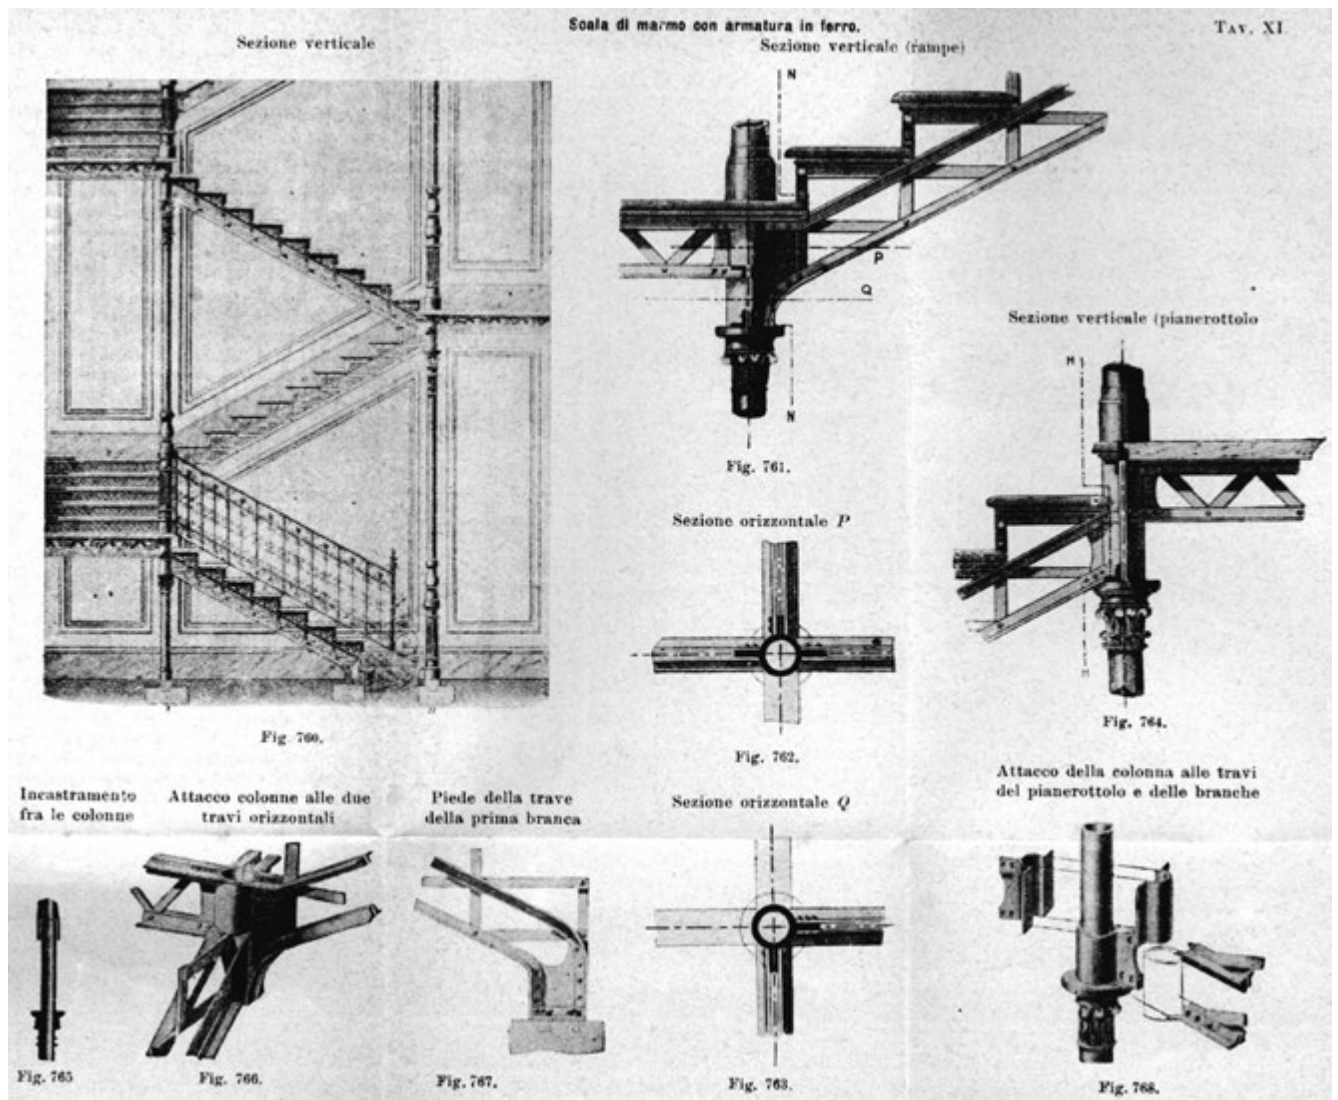 Scala di marmo con armatura in ferro.
TAV. XI
Sezione verticale
Sezione verticale (rampe)
N
P
Q
N
Fig. 761.
Sezione verticale (pianerottolo
M
M
Fig. 764.
Sezione orizzontale P
Fig. 762.
Fig. 760.
Incastramento
fra le colonne
Attacco colonne alle due
travi orizzontali
Piede della trave
della prima branca
Sezione orizzontale Q
Attacco della colonna alle travi
del pianerottolo e delle branche
Fig. 765
Fig. 766.
Fig. 767.
Fig. 763.
Fig. 768.